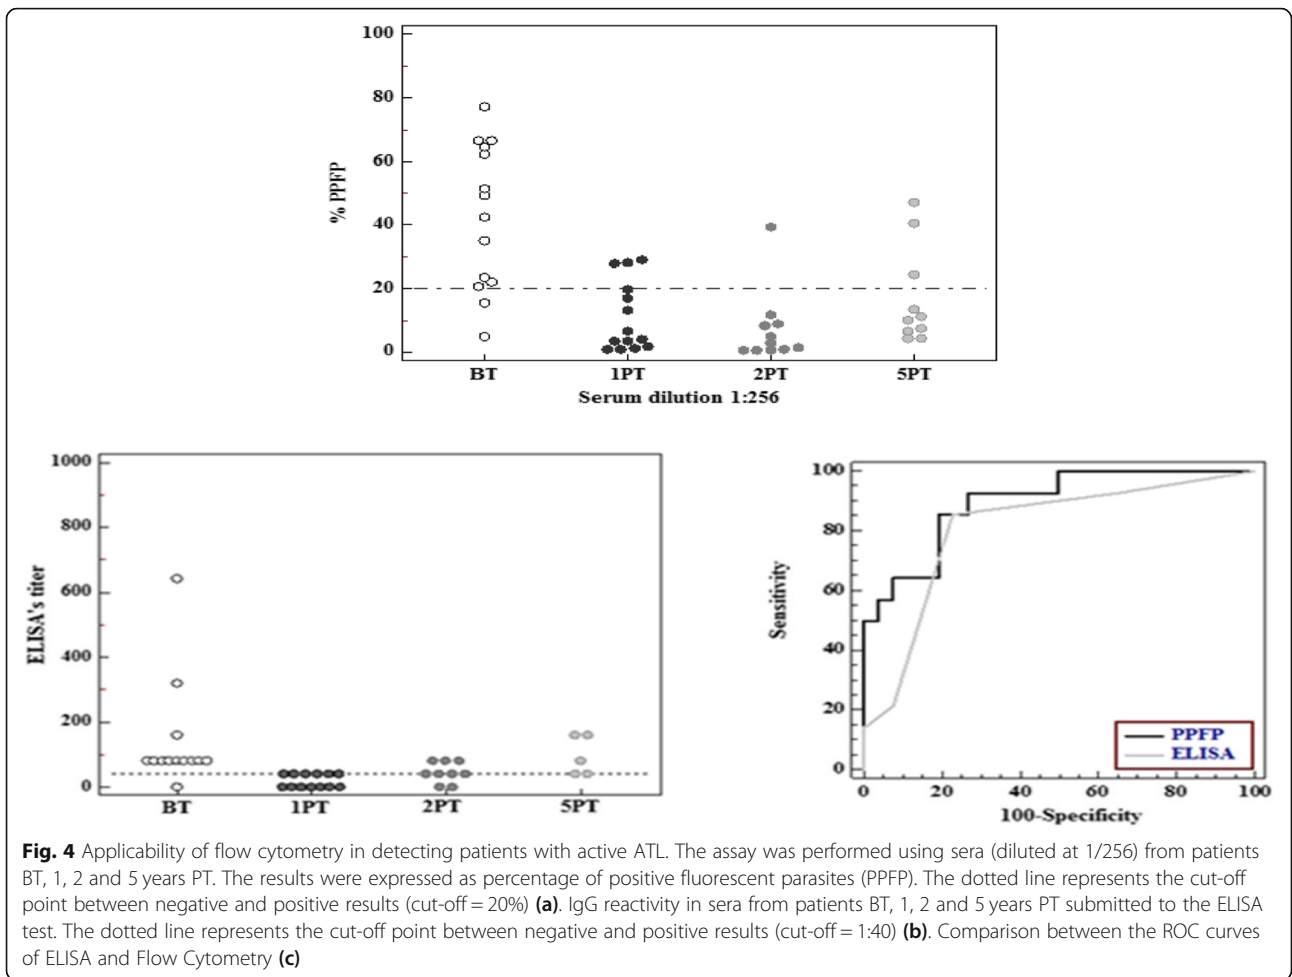 100
80
60
40
20
0
% PPFP
BT 1PT 2PT 5PT
Serum dilution 1:256
1000
800
600
400
200
0
ELISA's titer
BT 1PT 2PT 5PT
100
80
60
40
20
0
Sensitivity
PPFP
ELISA
0 20 40 60 80 100
100-Specificity
Fig. 4 Applicability of flow cytometry in detecting patients with active ATL. The assay was performed using sera (diluted at 1/256) from patients
BT, 1, 2 and 5 years PT. The results were expressed as percentage of positive fluorescent parasites (PPFP). The dotted line represents the cut-off
point between negative and positive results (cut-off = 20%) (a). IgG reactivity in sera from patients BT, 1, 2 and 5 years PT submitted to the ELISA
test. The dotted line represents the cut-off point between negative and positive results (cut-off = 1:40) (b). Comparison between the ROC curves
of ELISA and Flow Cytometry (c)